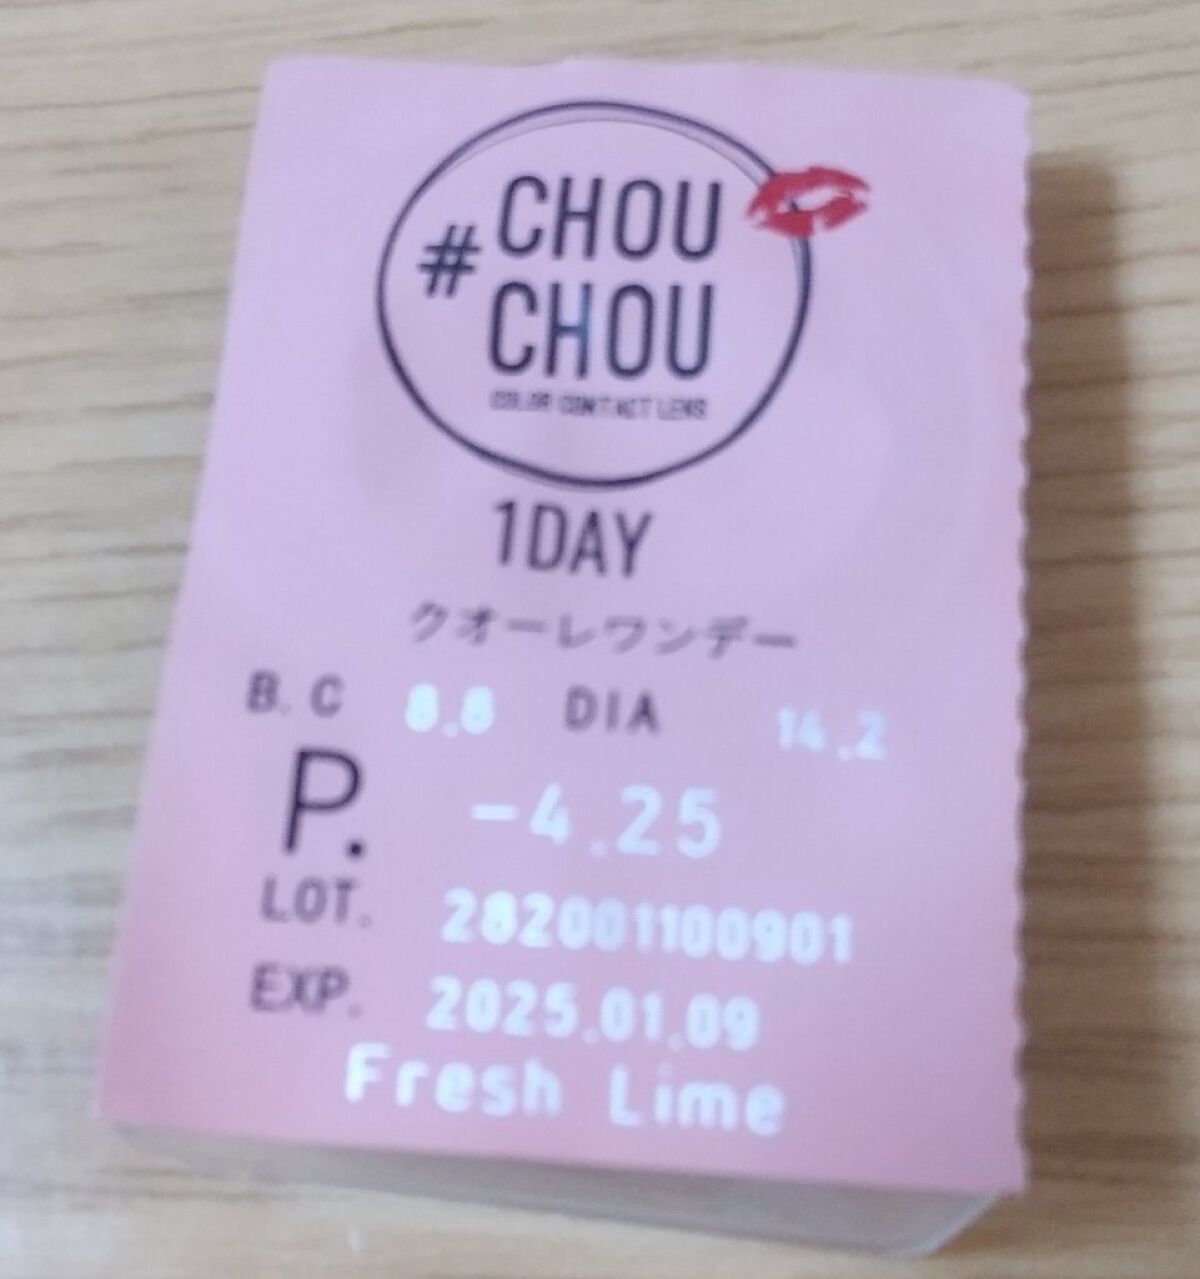 # CHOU
CHOU
COLOR CONTACT LENS
1DAY
クオーレワンデー
B. C 8.8 DIA 14.2
P. -4.25
LOT. 282001100901
EXP. 2025.01.09
Fresh Lime